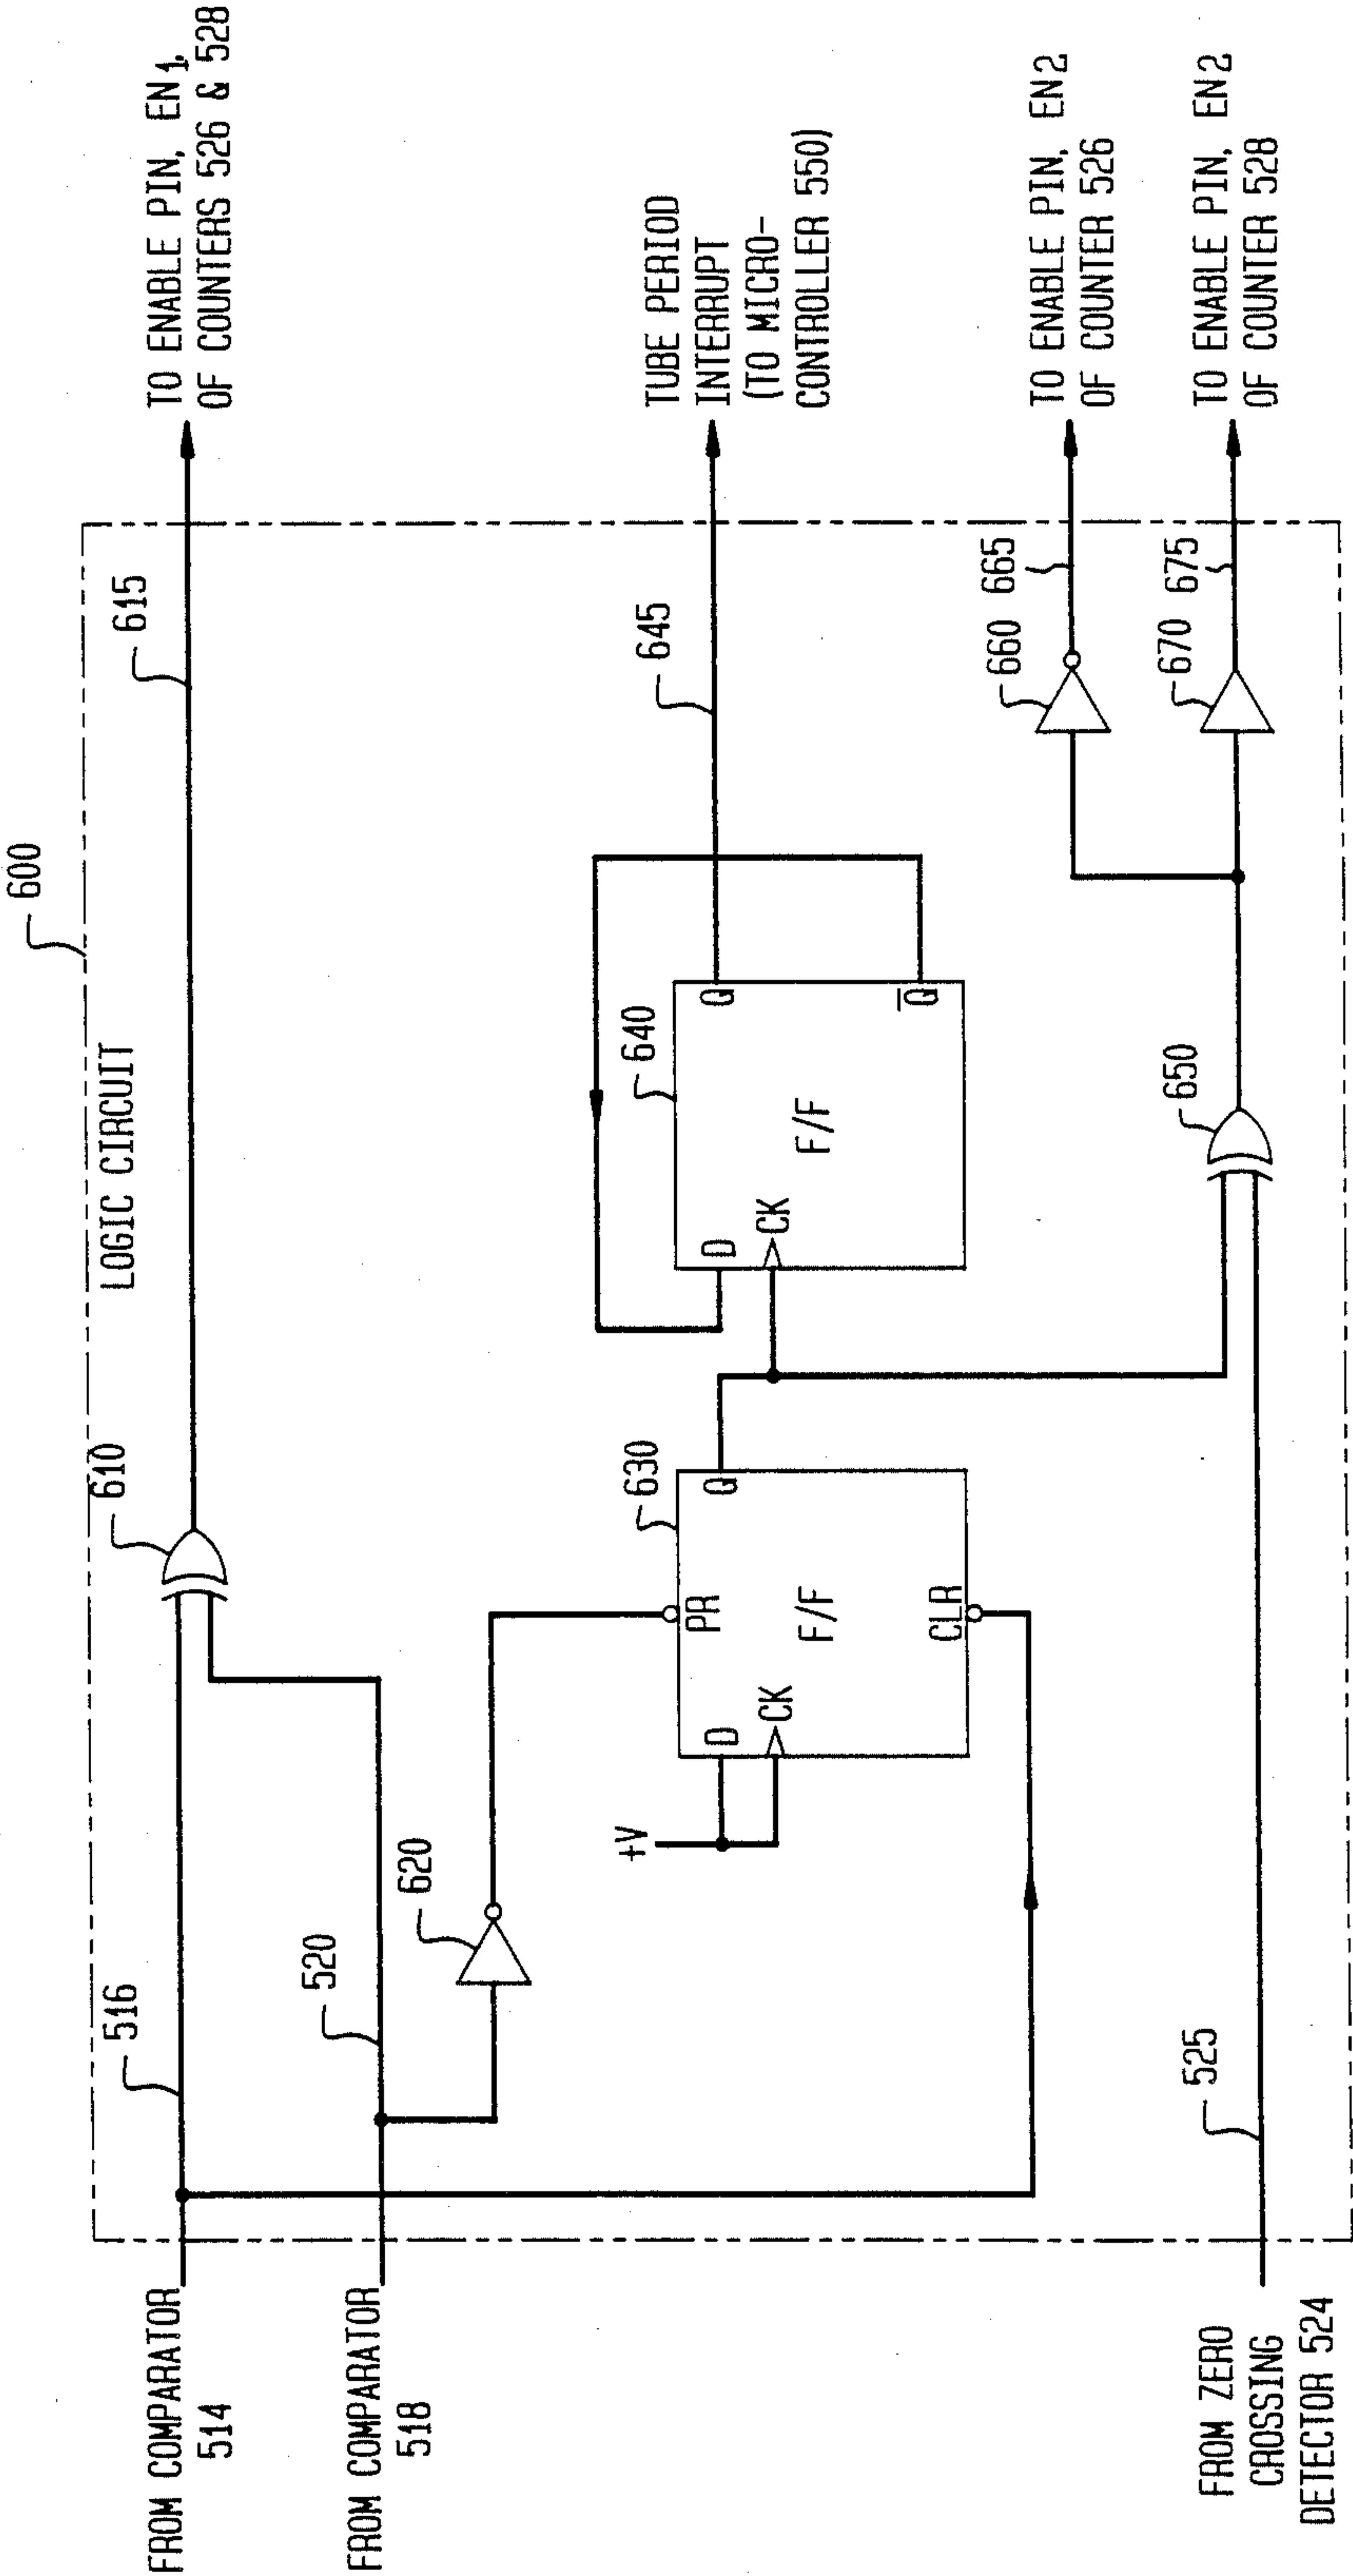 600
LOGIC CIRCUIT
FROM COMPARATOR
514
516
610
615
TO ENABLE PIN, EN1,
OF COUNTERS 526 & 528
FROM COMPARATOR
518
520
620
+V
D
CK
PR
F/F
CLR
Q
630
D
CK
F/F
Q
Q̅
640
645
TUBE PERIOD
INTERRUPT
(TO MICRO-
CONTROLLER 550)
FROM ZERO
CROSSING
DETECTOR 524
525
650
660
665
TO ENABLE PIN, EN2
OF COUNTER 526
670
675
TO ENABLE PIN, EN2
OF COUNTER 528